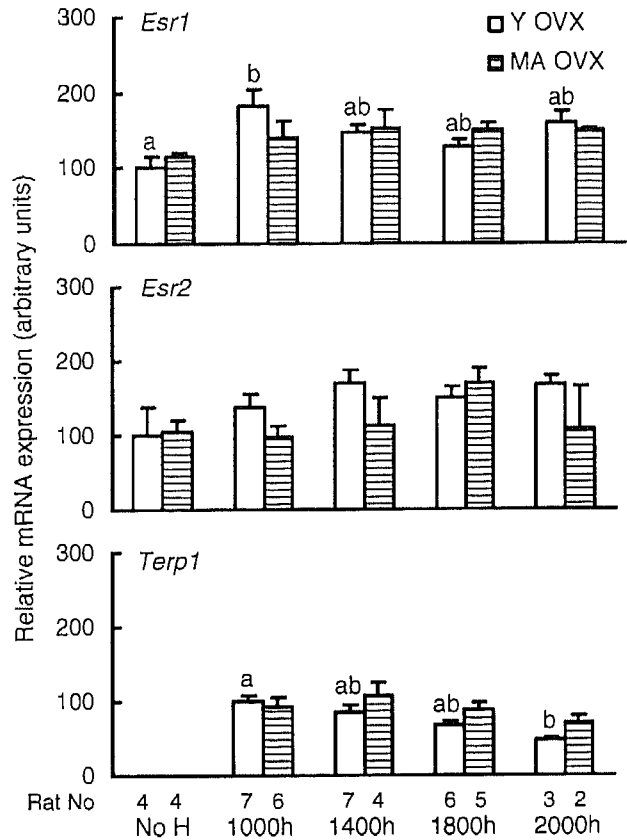 Relative mRNA expression (arbitrary units)
Esr1
Y OVX
MA OVX
300
200
100
0
a
b
ab
ab
ab
Esr2
300
200
100
0
Terp1
300
200
100
0
a
ab
ab
b
Rat No 4 4 7 6 7 4 6 5 3 2
No H 1000h 1400h 1800h 2000h